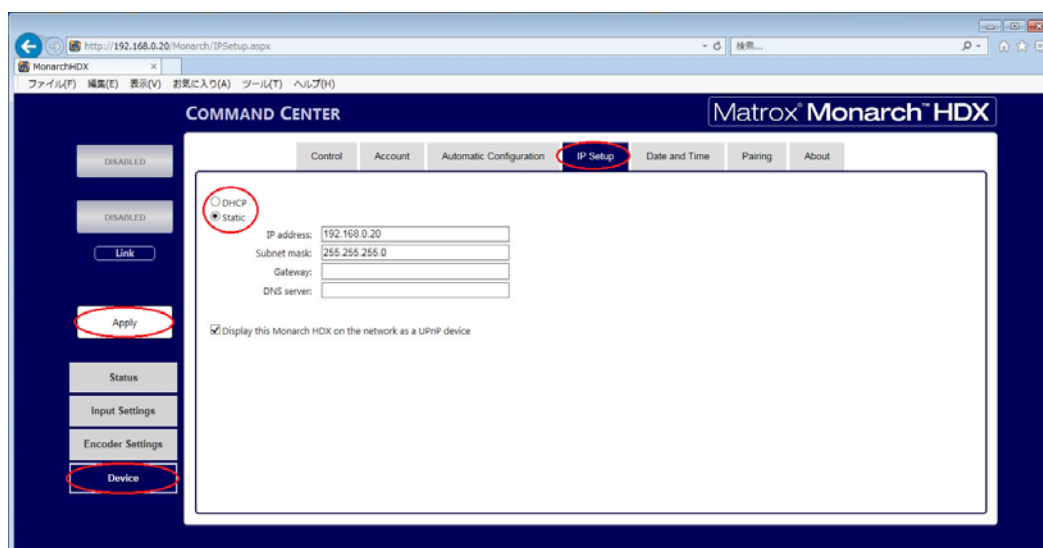 http://192.168.0.20/Monarch/IPSetup.aspx
検索...
MonarchHDX
ファイル(F) 編集(E) 表示(V) お気に入り(A) ツール(T) ヘルプ(H)
COMMAND CENTER
Matrox® Monarch™ HDX
DISABLED
DISABLED
Link
Apply
Status
Input Settings
Encoder Settings
Device
Control Account Automatic Configuration IP Setup Date and Time Pairing About
DHCP
Static
IP address: 192.168.0.20
Subnet mask: 255.255.255.0
Gateway:
DNS server:
Display this Monarch HDX on the network as a UPnP device